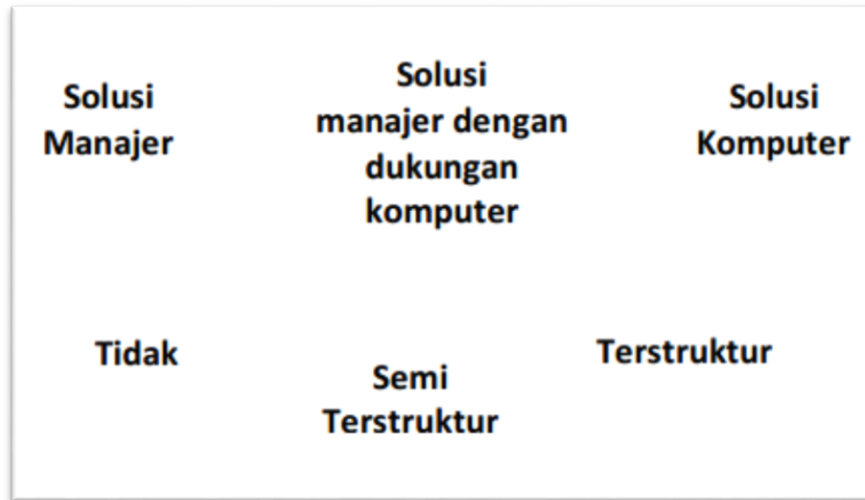 Solusi
Manajer
Solusi
manajer dengan
dukungan
komputer
Solusi
Komputer
Tidak
Semi
Terstruktur
Terstruktur